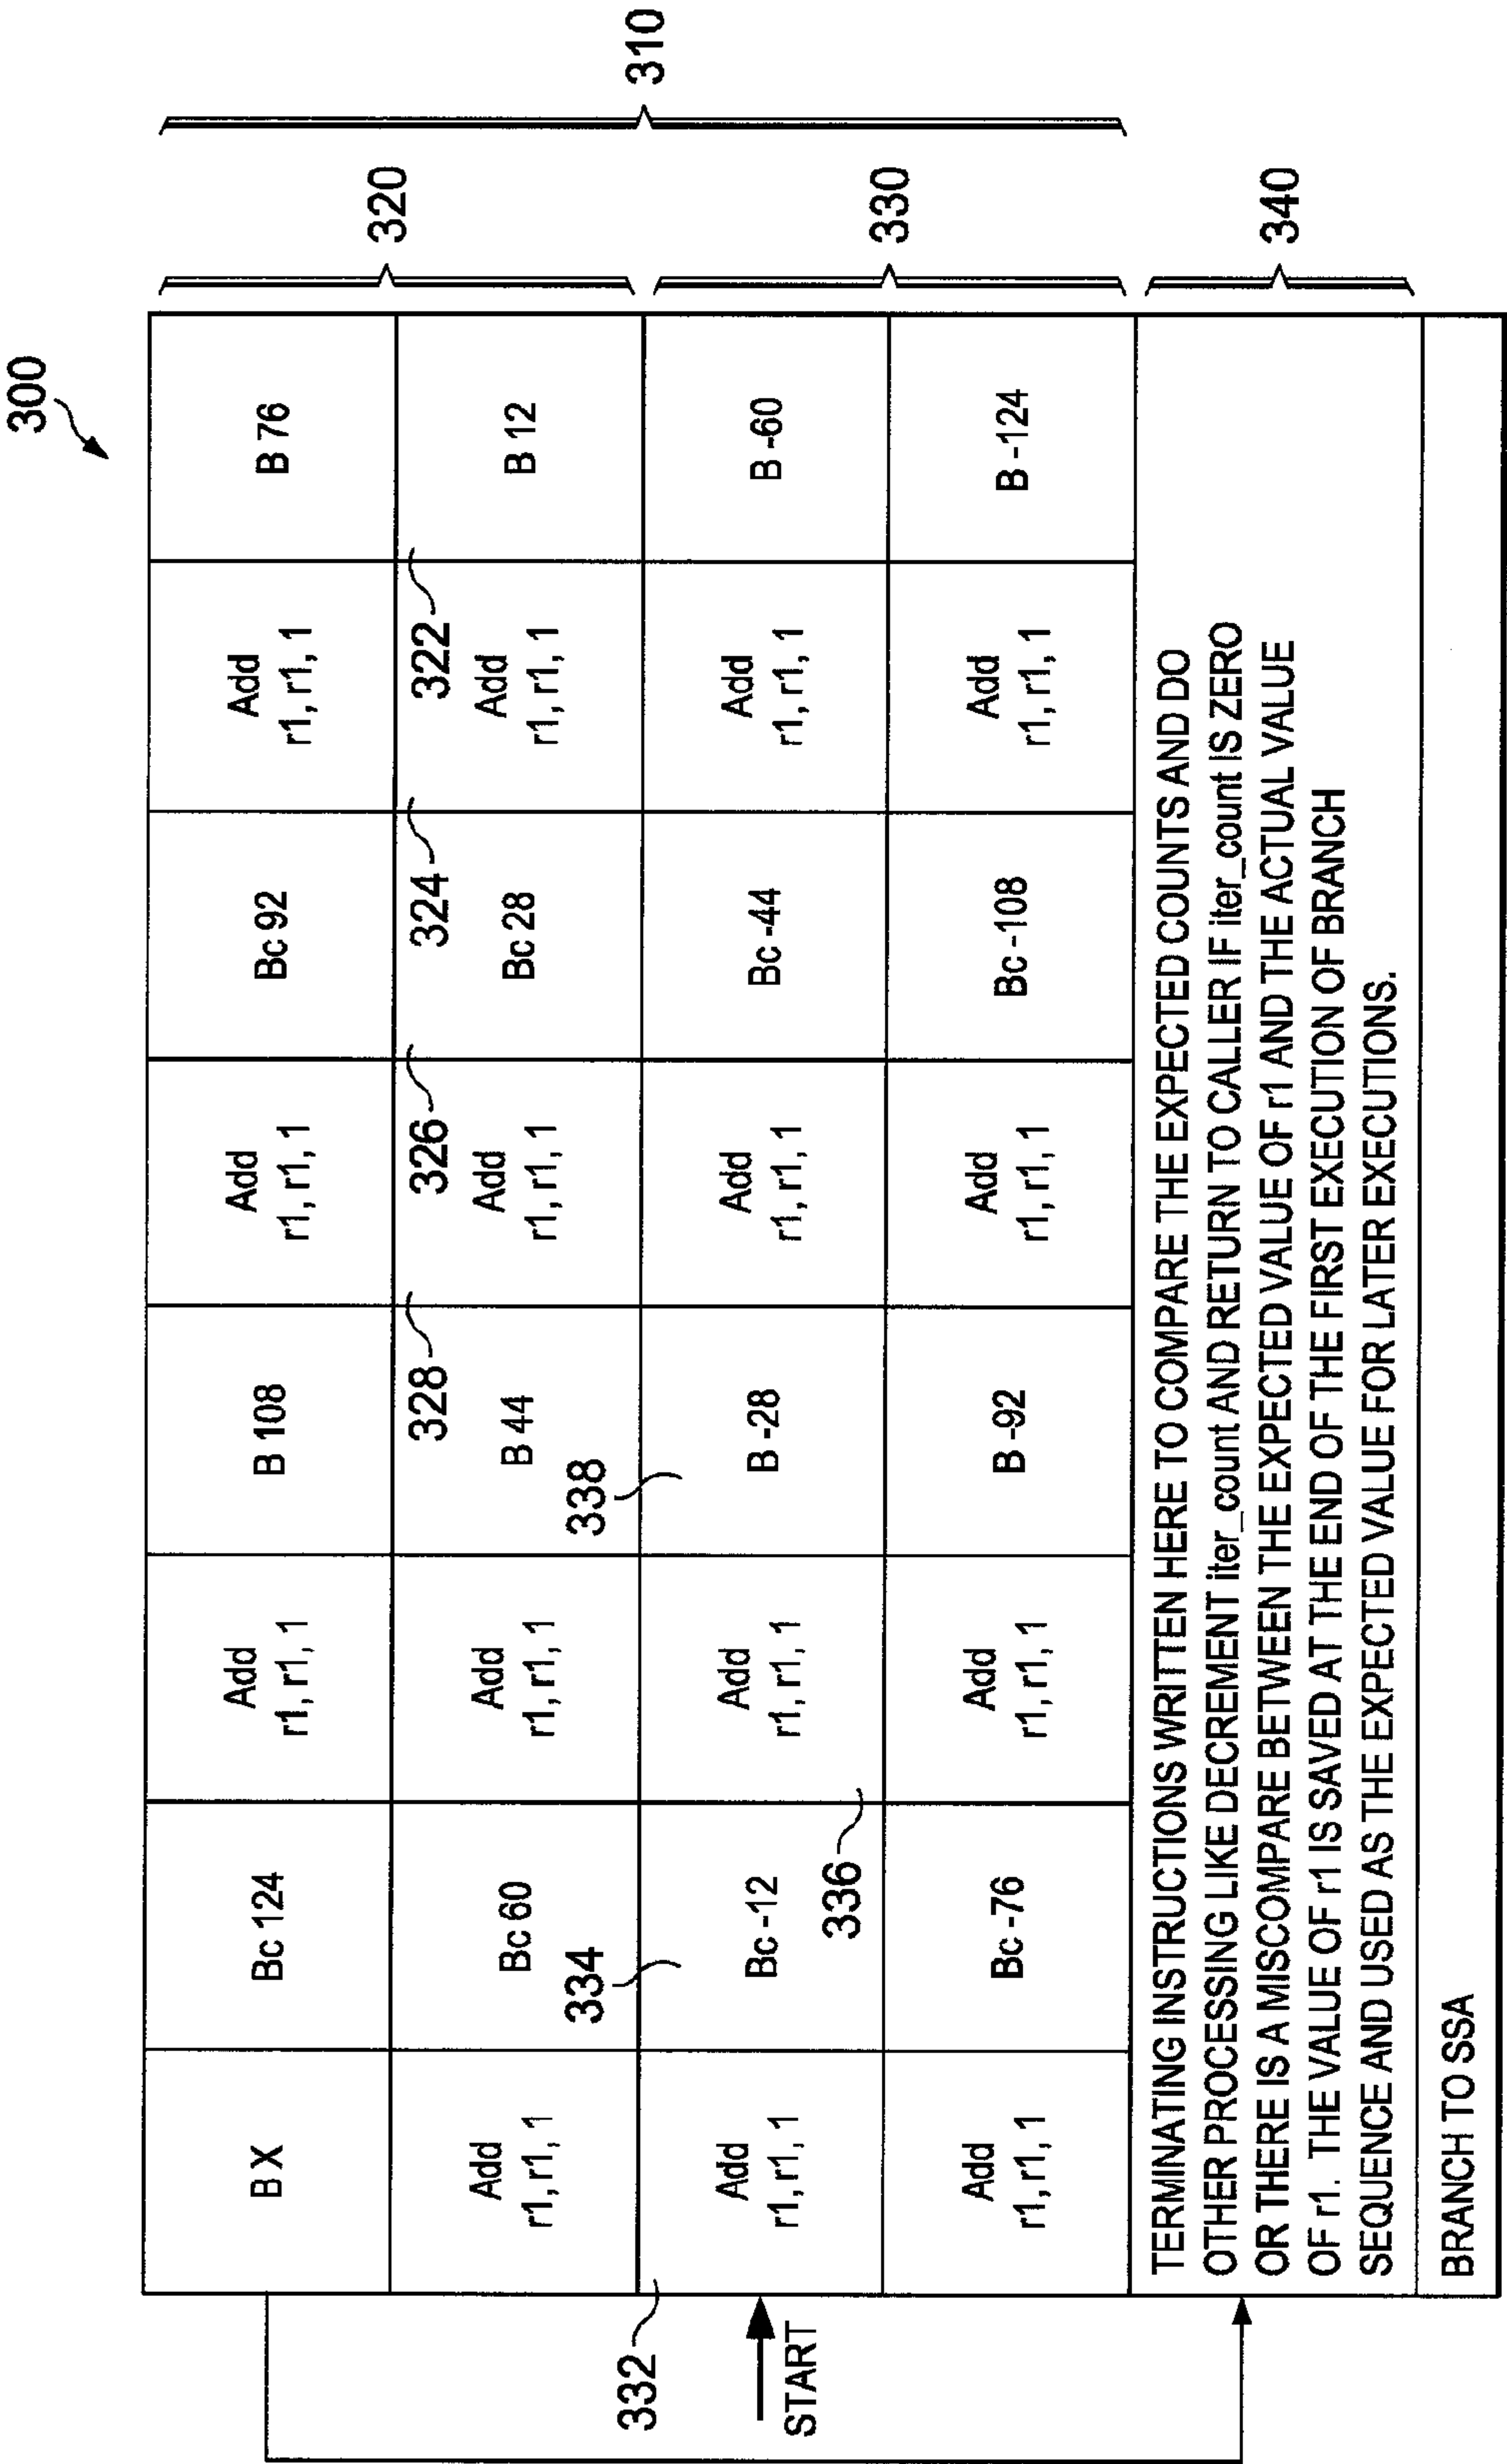 300
B X
Bc 124
Add
r1, r1, 1
B 108
Add
r1, r1, 1
Bc 92
Add
r1, r1, 1
B 76
328
326
324
322
320
310
Add
r1, r1, 1
Bc 60
Add
r1, r1, 1
B 44
Add
r1, r1, 1
Bc 28
Add
r1, r1, 1
B 12
332
334
338
START
Add
r1, r1, 1
Bc -12
Add
r1, r1, 1
B -28
Add
r1, r1, 1
Bc -44
Add
r1, r1, 1
B -60
336
330
Add
r1, r1, 1
Bc -76
Add
r1, r1, 1
B -92
Add
r1, r1, 1
Bc -108
Add
r1, r1, 1
B -124
TERMINATING INSTRUCTIONS WRITTEN HERE TO COMPARE THE EXPECTED COUNTS AND DO
OTHER PROCESSING LIKE DECREMENT iter_count AND RETURN TO CALLER IF iter_count IS ZERO
OR THERE IS A MISCOMPARE BETWEEN THE EXPECTED VALUE OF r1 AND THE ACTUAL VALUE
OF r1. THE VALUE OF r1 IS SAVED AT THE END OF THE FIRST EXECUTION OF BRANCH
SEQUENCE AND USED AS THE EXPECTED VALUE FOR LATER EXECUTIONS.
340
BRANCH TO SSA